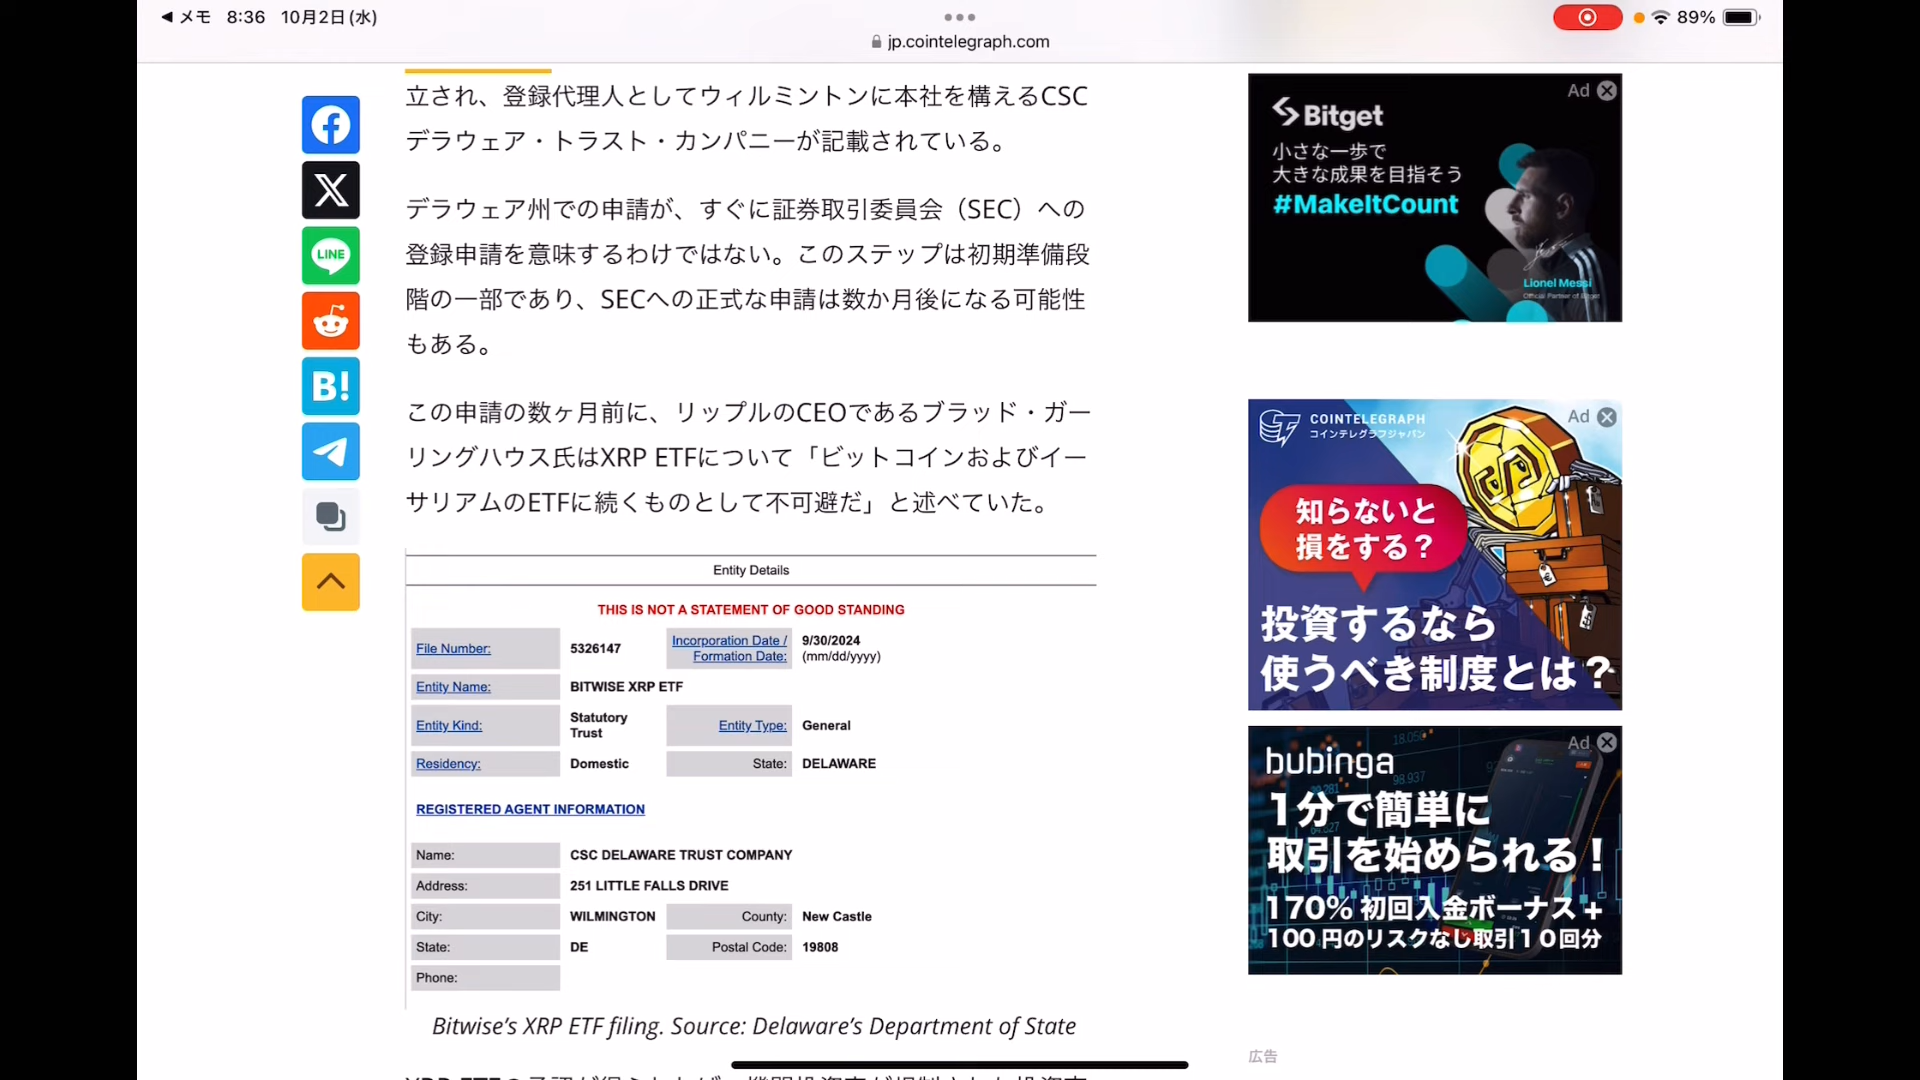 メモ 8:36 10月2日(水)
89%
jp.cointelegraph.com
立され、登録代理人としてウィルミントンに本社を構えるCSC
デラウェア・トラスト・カンパニーが記載されている。
デラウェア州での申請が、すぐに証券取引委員会（SEC）への
登録申請を意味するわけではない。このステップは初期準備段
階の一部であり、SECへの正式な申請は数か月後になる可能性
もある。
この申請の数ヶ月前に、リップルのCEOであるブラッド・ガー
リングハウス氏はXRP ETFについて「ビットコインおよびイー
サリアムのETFに続くものとして不可避だ」と述べていた。
LINE
B!
Entity Details
THIS IS NOT A STATEMENT OF GOOD STANDING
File Number: 5326147 Incorporation Date / Formation Date: 9/30/2024 (mm/dd/yyyy)
Entity Name: BITWISE XRP ETF
Entity Kind: Statutory Trust Entity Type: General
Residency: Domestic State: DELAWARE
REGISTERED AGENT INFORMATION
Name: CSC DELAWARE TRUST COMPANY
Address: 251 LITTLE FALLS DRIVE
City: WILMINGTON County: New Castle
State: DE Postal Code: 19808
Phone:
Bitwise’s XRP ETF filing. Source: Delaware’s Department of State
Ad
Bitget
小さな一歩で
大きな成果を目指そう
#MakeItCount
Lionel Messi
Official Partner of Bitget
Ad
COINTELEGRAPH
コインテレグラフジャパン
知らないと
損をする？
投資するなら
使うべき制度とは？
Ad
bubinga
1分で簡単に
取引を始められる！
170% 初回入金ボーナス +
100 円のリスクなし取引10回分
広告